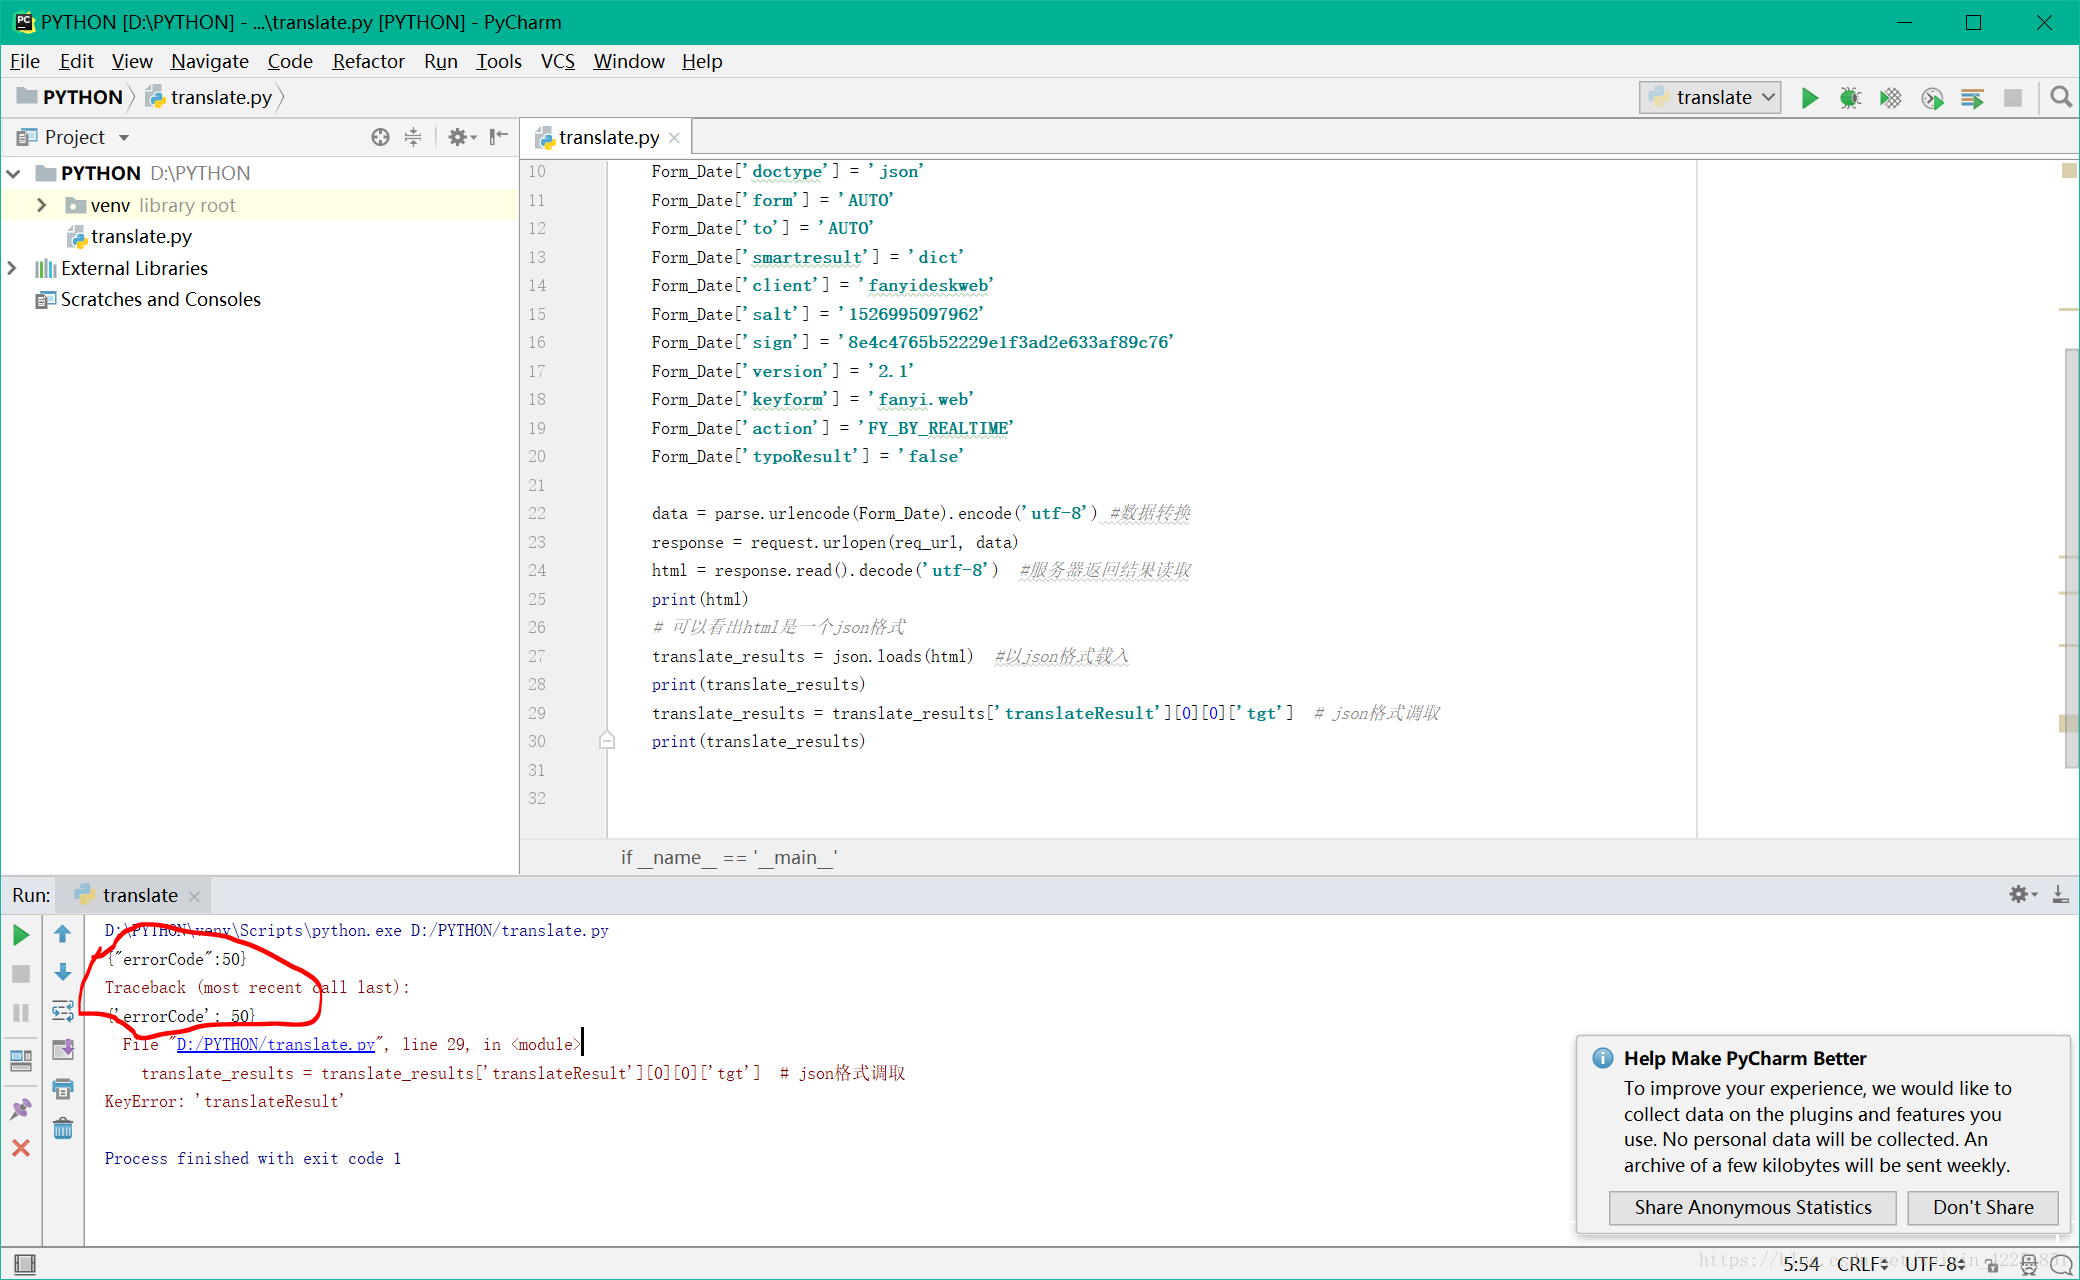 PYTHON [D:\PYTHON] - ...\translate.py [PYTHON] - PyCharm
File Edit View Navigate Code Refactor Run Tools VCS Window Help
PYTHON translate.py
translate
Project
translate.py
PYTHON D:\PYTHON
venv library root
translate.py
External Libraries
Scratches and Consoles
10 Form_Date['doctype'] = 'json'
11 Form_Date['form'] = 'AUTO'
12 Form_Date['to'] = 'AUTO'
13 Form_Date['smartresult'] = 'dict'
14 Form_Date['client'] = 'fanyideskweb'
15 Form_Date['salt'] = '1526995097962'
16 Form_Date['sign'] = '8e4c4765b52229e1f3ad2e633af89c76'
17 Form_Date['version'] = '2.1'
18 Form_Date['keyform'] = 'fanyi.web'
19 Form_Date['action'] = 'FY_BY_REALTIME'
20 Form_Date['typoResult'] = 'false'
21
22 data = parse.urlencode(Form_Date).encode('utf-8') #数据转换
23 response = request.urlopen(req_url, data)
24 html = response.read().decode('utf-8') #服务器返回结果读取
25 print(html)
26 # 可以看出html是一个json格式
27 translate_results = json.loads(html) #以json格式载入
28 print(translate_results)
29 translate_results = translate_results['translateResult'][0][0]['tgt'] # json格式调取
30 print(translate_results)
31
32
if __name__ == '__main__'
Run: translate
D:\PYTHON\venv\Scripts\python.exe D:/PYTHON/translate.py
{"errorCode":50}
Traceback (most recent call last):
{'errorCode': 50}
File "D:/PYTHON/translate.py", line 29, in <module>
translate_results = translate_results['translateResult'][0][0]['tgt'] # json格式调取
KeyError: 'translateResult'
Process finished with exit code 1
Help Make PyCharm Better
To improve your experience, we would like to
collect data on the plugins and features you
use. No personal data will be collected. An
archive of a few kilobytes will be sent weekly.
Share Anonymous Statistics Don't Share
5:54 CRLF UTF-8